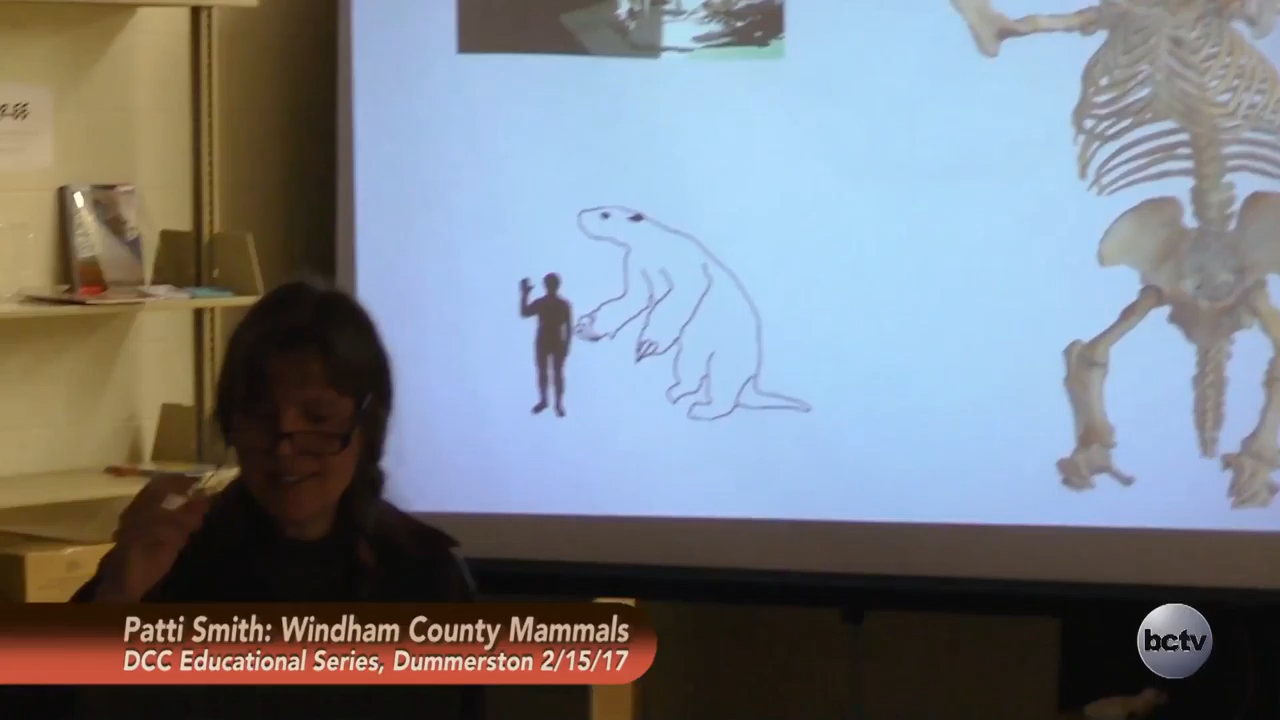 Patti Smith: Windham County Mammals
DCC Educational Series, Dummerston 2/15/17
bctv